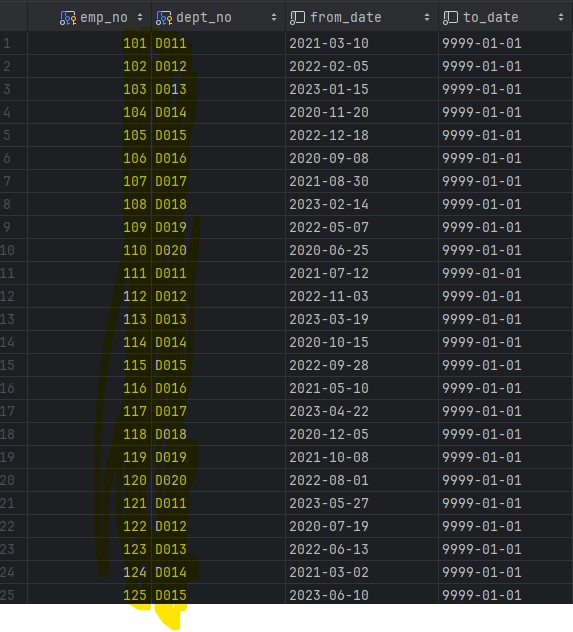 emp_no dept_no from_date to_date
1 101 D011 2021-03-10 9999-01-01
2 102 D012 2022-02-05 9999-01-01
3 103 D013 2023-01-15 9999-01-01
4 104 D014 2020-11-20 9999-01-01
5 105 D015 2022-12-18 9999-01-01
6 106 D016 2020-09-08 9999-01-01
7 107 D017 2021-08-30 9999-01-01
8 108 D018 2023-02-14 9999-01-01
9 109 D019 2022-05-07 9999-01-01
10 110 D020 2020-06-25 9999-01-01
11 111 D011 2021-07-12 9999-01-01
12 112 D012 2022-11-03 9999-01-01
13 113 D013 2023-03-19 9999-01-01
14 114 D014 2020-10-15 9999-01-01
15 115 D015 2022-09-28 9999-01-01
16 116 D016 2021-05-10 9999-01-01
17 117 D017 2023-04-22 9999-01-01
18 118 D018 2020-12-05 9999-01-01
19 119 D019 2021-10-08 9999-01-01
20 120 D020 2022-08-01 9999-01-01
21 121 D011 2023-05-27 9999-01-01
22 122 D012 2020-07-19 9999-01-01
23 123 D013 2022-06-13 9999-01-01
24 124 D014 2021-03-02 9999-01-01
25 125 D015 2023-06-10 9999-01-01